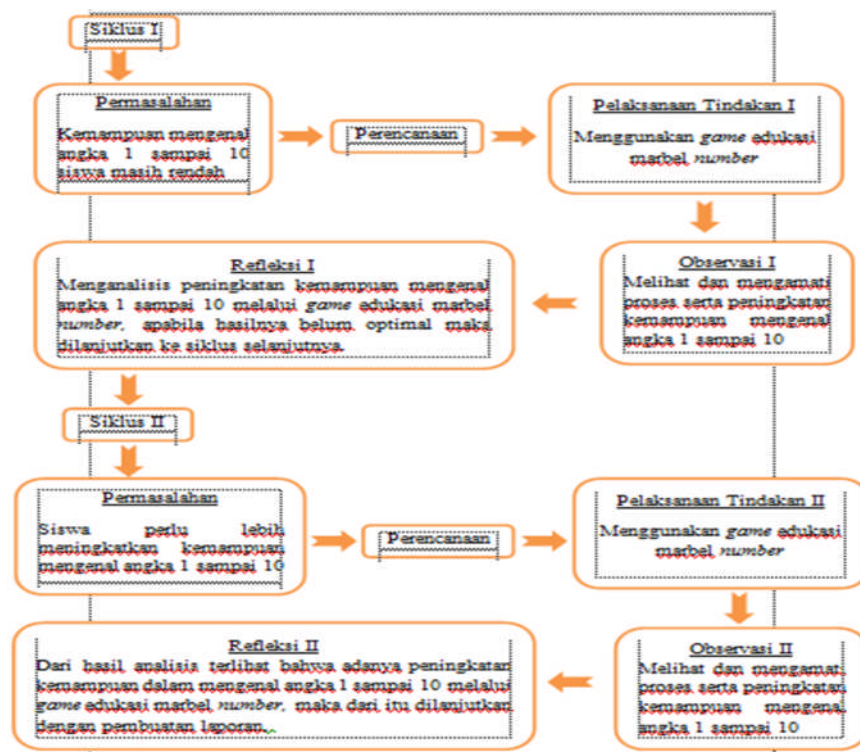 Siklus I
Permasalahan
Kemampuan mengenal
angka 1 sampai 10
siswa masih rendah
Perencanaan
Pelaksanaan Tindakan I
Menggunakan game edukasi
marbel number
Observasi I
Melihat dan mengamati
proses serta peningkatan
kemampuan mengenal
angka 1 sampai 10
Refleksi I
Menganalisis peningkatan kemampuan mengenal
angka 1 sampai 10 melalui game edukasi marbel
number, apabila hasilnya belum optimal maka
dilanjutkan ke siklus selanjutnya.
Siklus II
Permasalahan
Siswa perlu lebih
meningkatkan kemampuan
mengenal angka 1 sampai 10
Perencanaan
Pelaksanaan Tindakan II
Menggunakan game edukasi
marbel number
Observasi II
Melihat dan mengamati
proses serta peningkatan
kemampuan mengenal
angka 1 sampai 10
Refleksi II
Dari hasil analisis terlihat bahwa adanya peningkatan
kemampuan dalam mengenal angka 1 sampai 10 melalui
game edukasi marbel number, maka dari itu dilanjutkan
dengan pembuatan laporan.